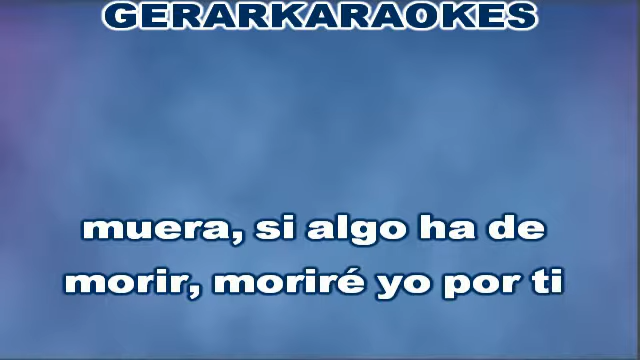 GERARKARAOKES
muera, si algo ha de
morir, moriré yo por ti